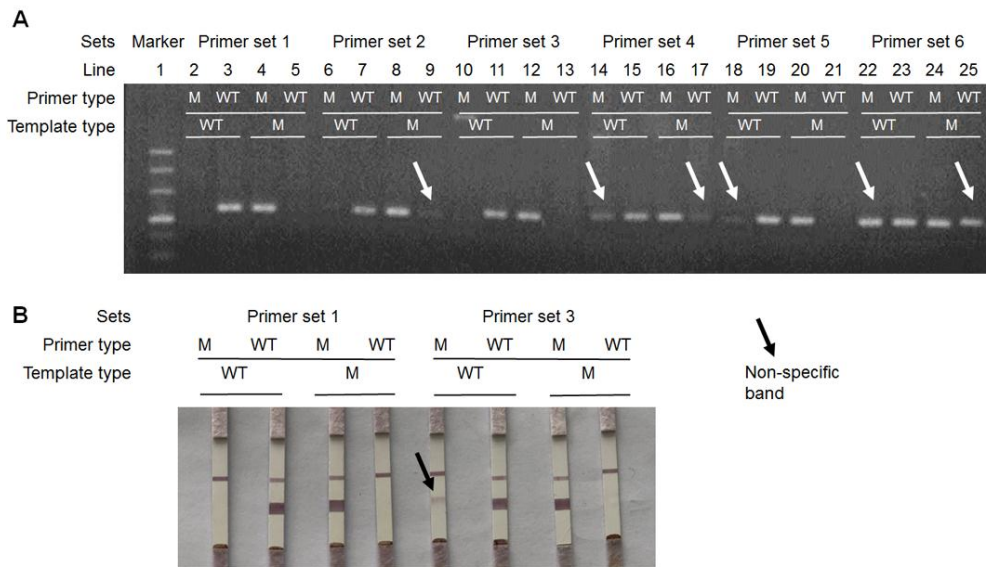 A
Sets Marker Primer set 1 Primer set 2 Primer set 3 Primer set 4 Primer set 5 Primer set 6
Line 1 2 3 4 5 6 7 8 9 10 11 12 13 14 15 16 17 18 19 20 21 22 23 24 25
Primer type M WT M WT M WT M WT M WT M WT M WT M WT M WT M WT M WT M WT
Template type WT M WT M WT M WT M WT M WT M
B
Sets Primer set 1 Primer set 3
Primer type M WT M WT M WT M WT
Template type WT M WT M
Non-specific
band